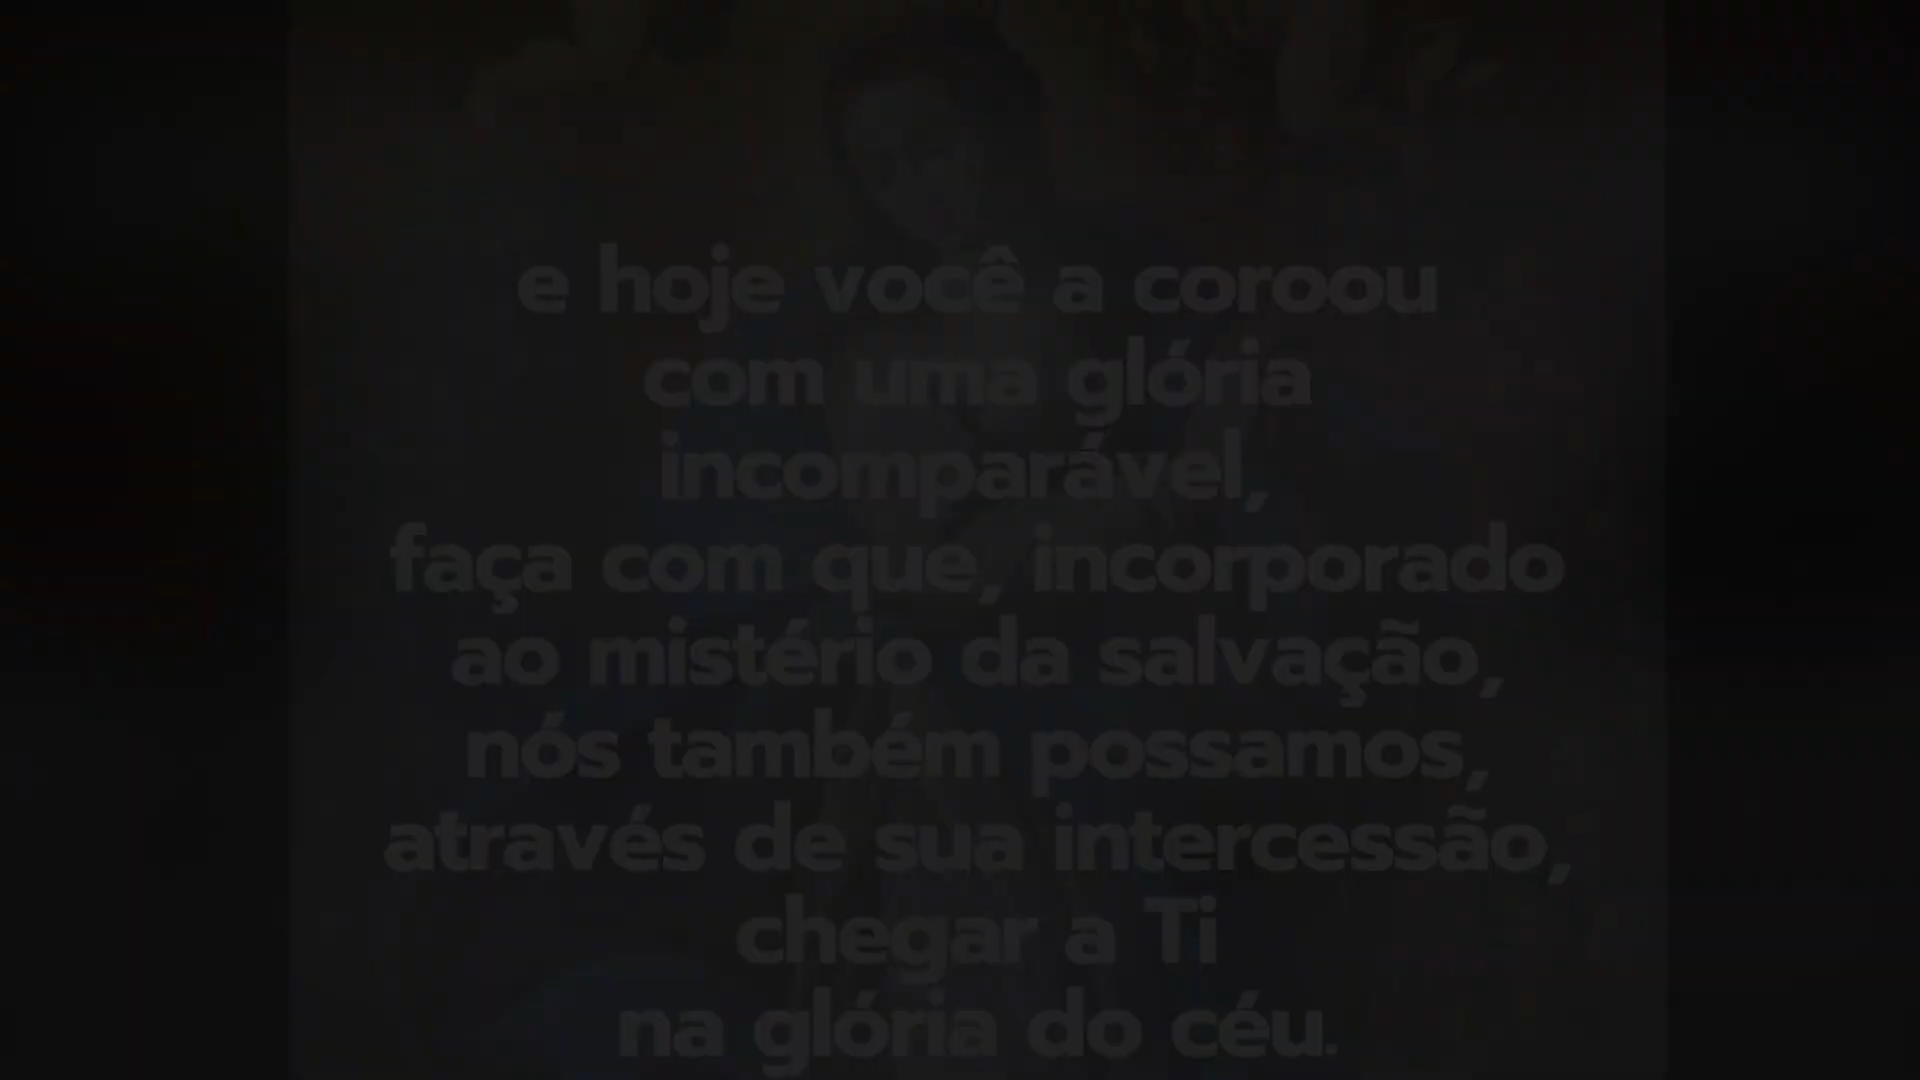 e hoje você a coroou
com uma glória
incomparável,
faça com que, incorporado
ao mistério da salvação,
nós também possamos,
através de sua intercessão,
chegar a Ti
na glória do céu.